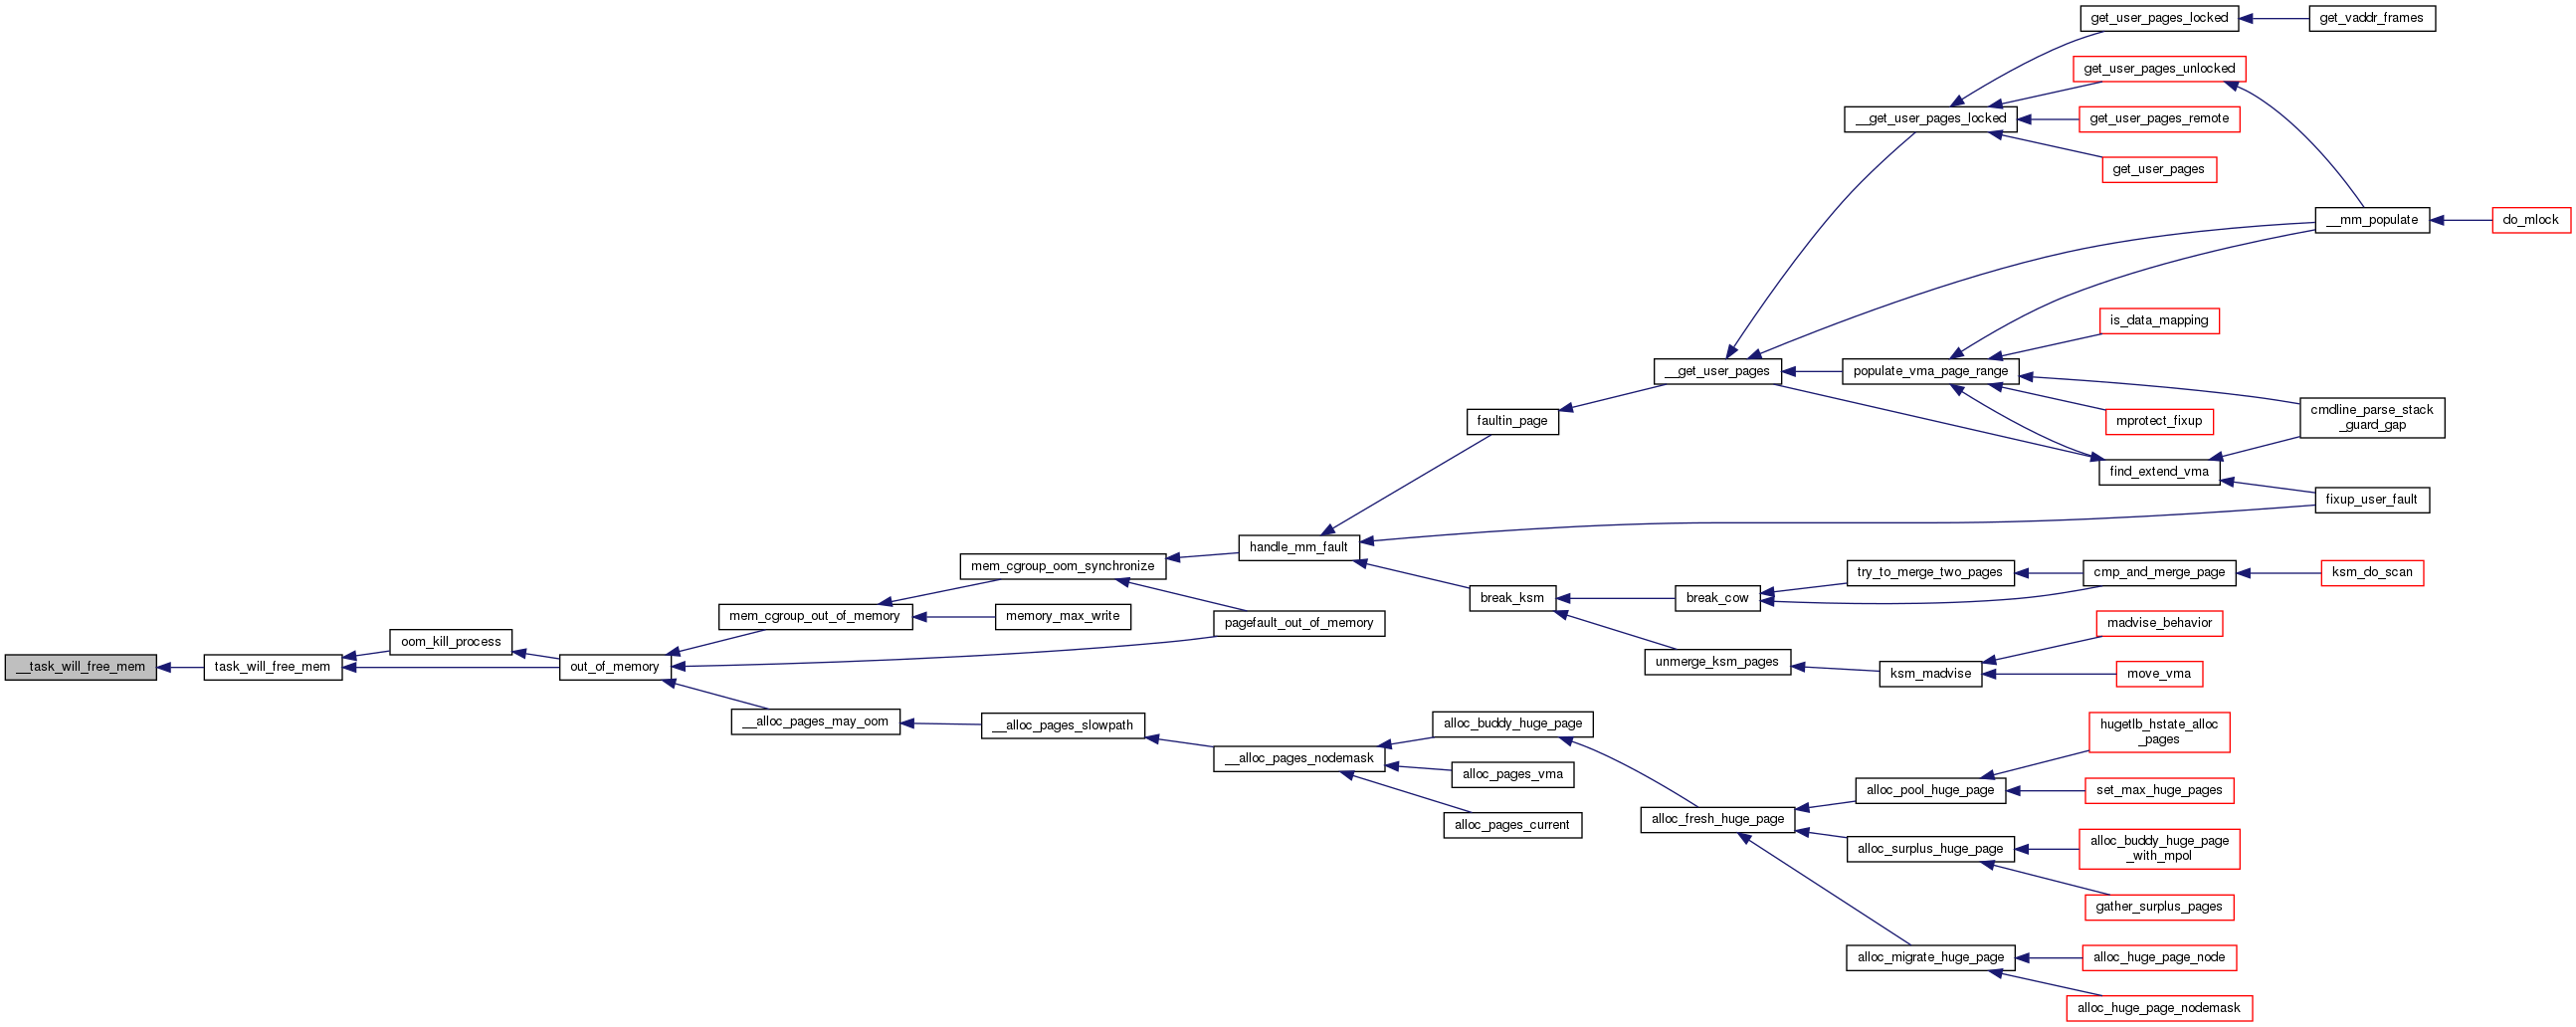 get_user_pages_locked
get_vaddr_frames
get_user_pages_unlocked
__get_user_pages_locked
get_user_pages_remote
get_user_pages
__mm_populate
do_mlock
is_data_mapping
__get_user_pages
populate_vma_page_range
cmdline_parse_stack
_guard_gap
faultin_page
mprotect_fixup
find_extend_vma
fixup_user_fault
handle_mm_fault
mem_cgroup_oom_synchronize
try_to_merge_two_pages
cmp_and_merge_page
ksm_do_scan
break_ksm
break_cow
mem_cgroup_out_of_memory
memory_max_write
pagefault_out_of_memory
madvise_behavior
oom_kill_process
__task_will_free_mem
task_will_free_mem
out_of_memory
unmerge_ksm_pages
ksm_madvise
move_vma
__alloc_pages_may_oom
__alloc_pages_slowpath
alloc_buddy_huge_page
hugetlb_hstate_alloc
_pages
__alloc_pages_nodemask
alloc_pages_vma
alloc_pool_huge_page
set_max_huge_pages
alloc_fresh_huge_page
alloc_pages_current
alloc_surplus_huge_page
alloc_buddy_huge_page
_with_mpol
gather_surplus_pages
alloc_migrate_huge_page
alloc_huge_page_node
alloc_huge_page_nodemask